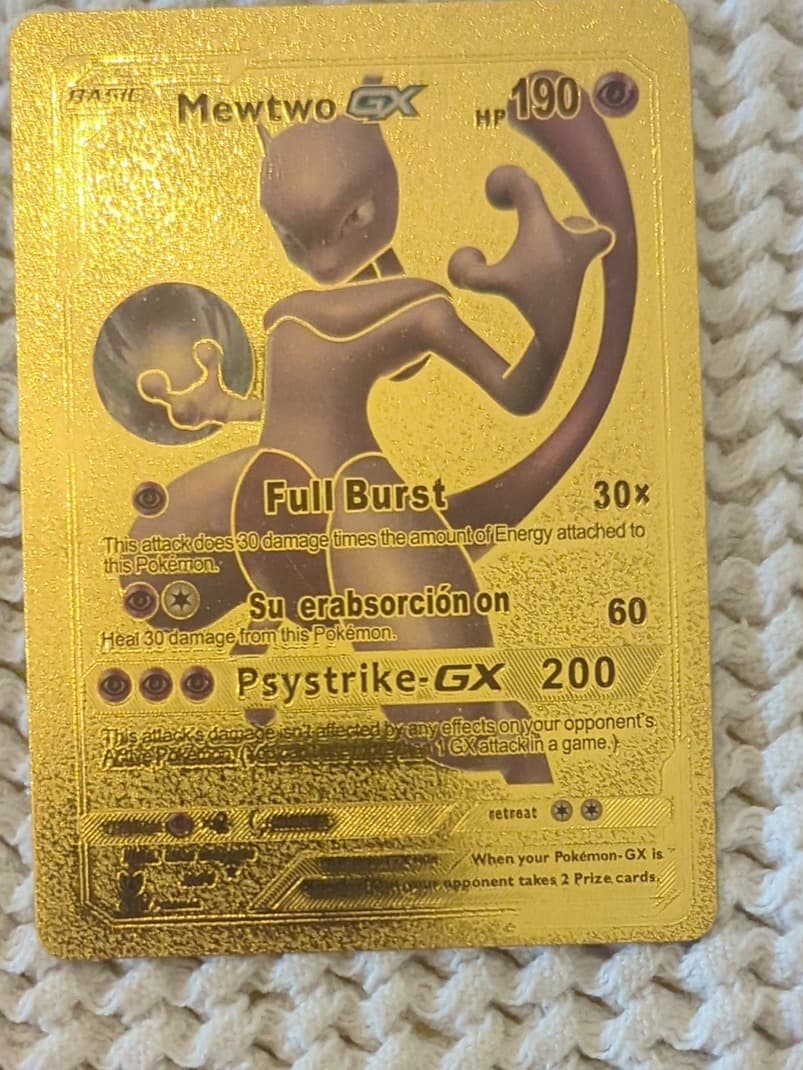 BASIC Mewtwo GX HP 190
Full Burst 30×
This attack does 30 damage times the amount of Energy attached to
this Pokémon.
Su erabsorción on 60
Heal 30 damage from this Pokémon.
Psystrike-GX 200
This attack's damage isn't affected by any effects on your opponent's
Active Pokémon. 1 GX attack in a game.)
retreat
When your Pokémon-GX is
your opponent takes 2 Prize cards.